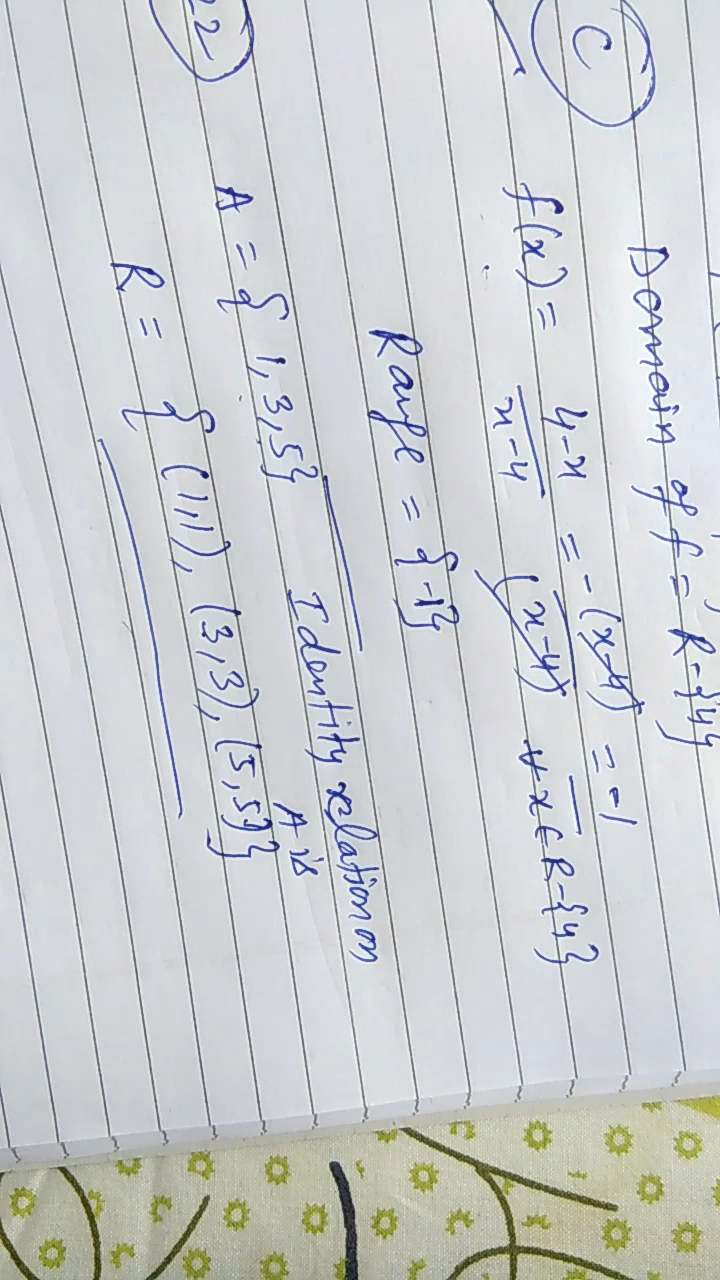 Domain of f = R-{4}
C
f(x) = 4-x / x-4 = -(x-4) / (x-4) = -1
∀ x ∈ R-{4}
Range = {-1}
22
A = {1,3,5} Identity relation on
A is
R = {(1,1), (3,3), (5,5)}